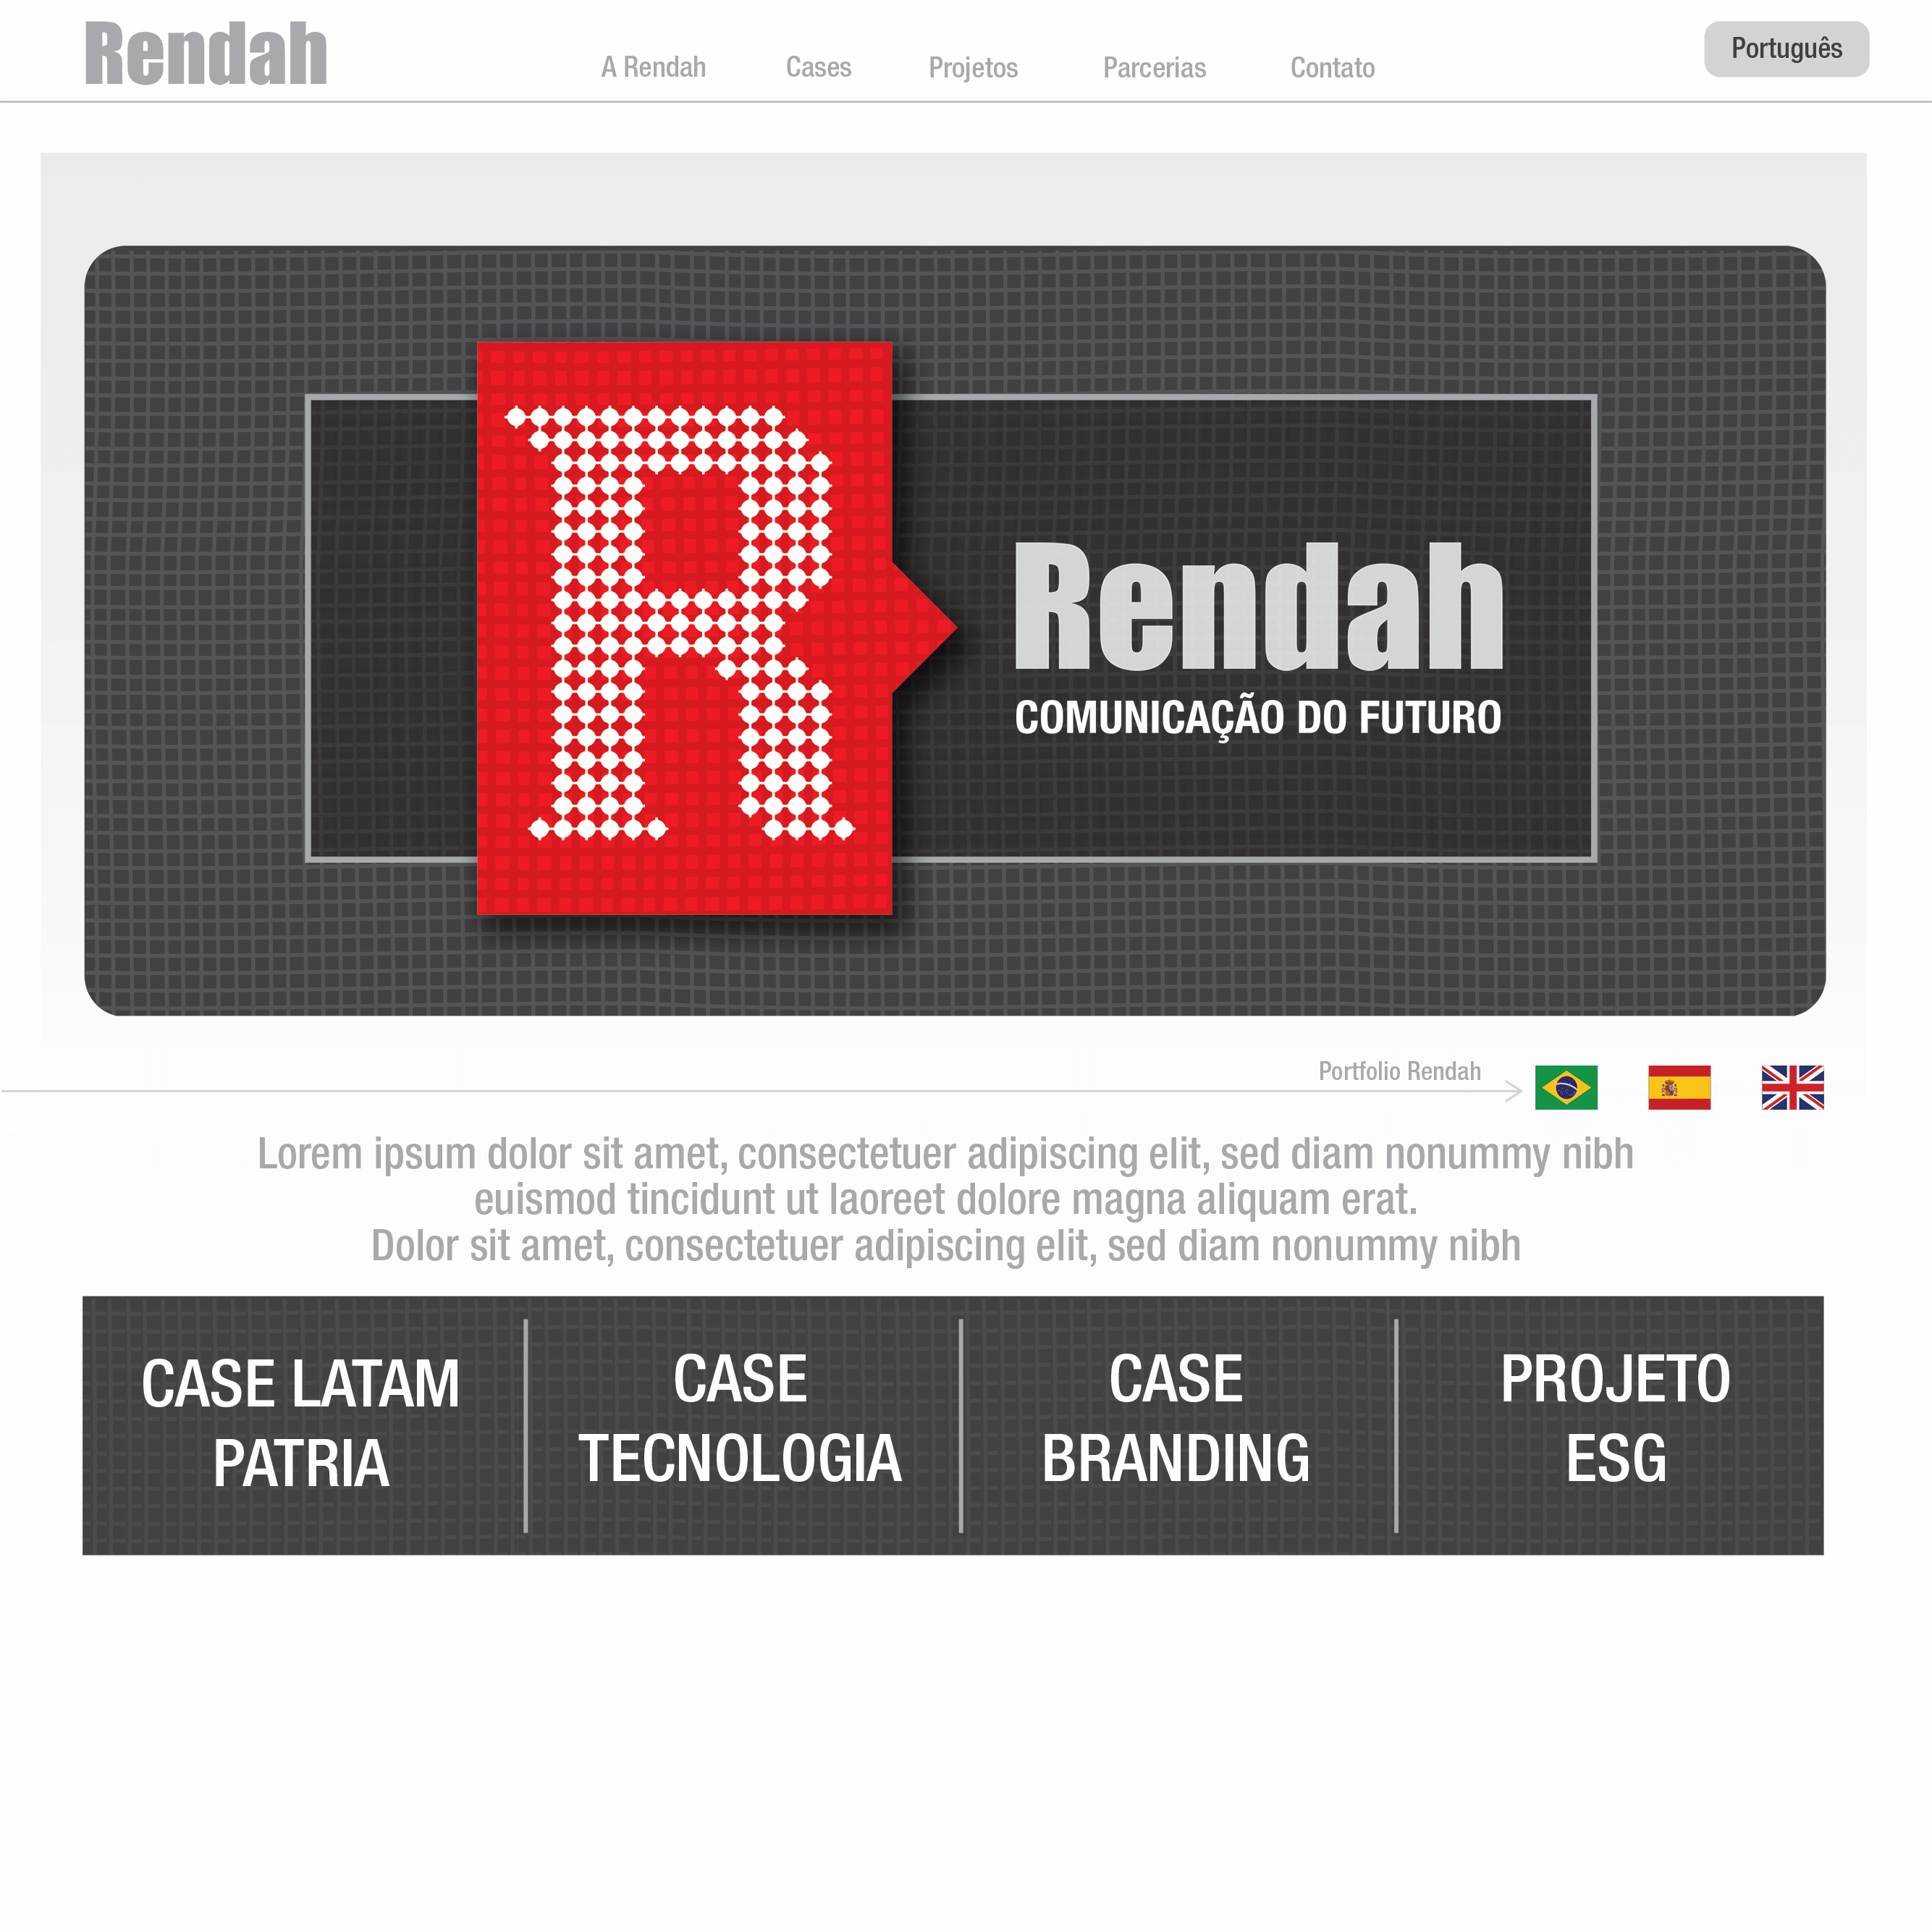 Rendah
A Rendah
Cases
Projetos
Parcerias
Contato
Português
R
Rendah
COMUNICAÇÃO DO FUTURO
Portfolio Rendah
Lorem ipsum dolor sit amet, consectetuer adipiscing elit, sed diam nonummy nibh
euismod tincidunt ut laoreet dolore magna aliquam erat.
Dolor sit amet, consectetuer adipiscing elit, sed diam nonummy nibh
CASE LATAM
PATRIA
CASE
TECNOLOGIA
CASE
BRANDING
PROJETO
ESG